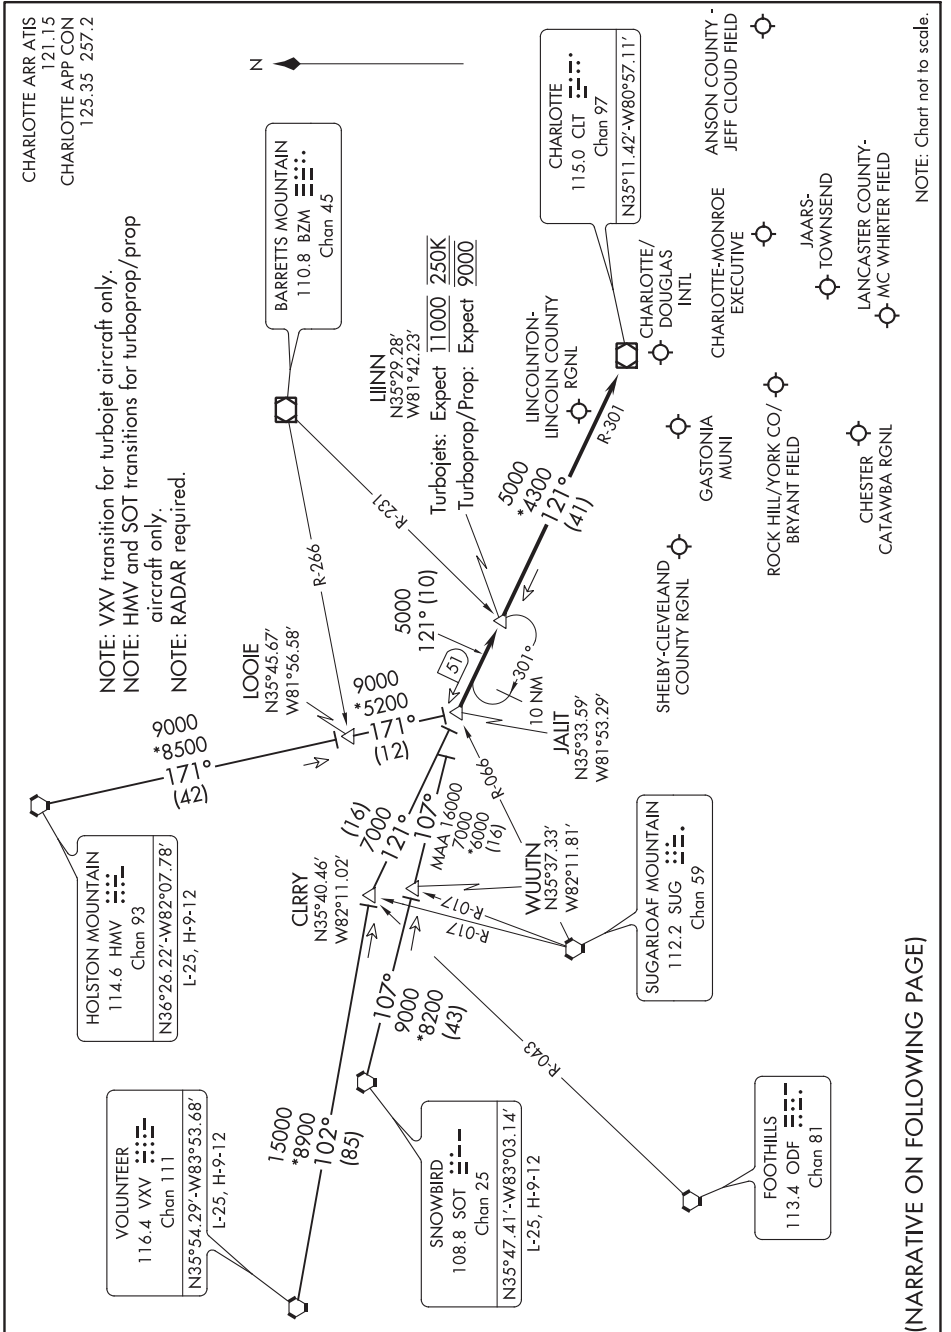 CHARLOTTE ARR ATIS
121.15
CHARLOTTE APP CON
125.35 257.2
NOTE: VXV transition for turbojet aircraft only.
NOTE: HMV and SOT transitions for turboprop/prop
aircraft only.
NOTE: RADAR required.
N
HOLSTON MOUNTAIN
114.6 HMV
Chan 93
N36°26.22'-W82°07.78'
L-25, H-9-12
9000
*8500
171°
(42)
LOOIE
N35°45.67'
W81°56.58'
R-266
BARRETTS MOUNTAIN
110.8 BZM
Chan 45
9000
*5200
171°
(12)
R-231
VOLUNTEER
116.4 VXV
Chan 111
N35°54.29'-W83°53.68'
L-25, H-9-12
15000
*8900
102°
(85)
CLRRY
N35°40.46'
W82°11.02'
(16)
7000
121°
107°
MAA 16000
7000
*6000
(16)
5000
121° (10)
51
LIINN
N35°29.28'
W81°42.23'
Turbojets: Expect 11000 250K
Turboprop/Prop: Expect 9000
301°
10 NM
JALIT
N35°33.59'
W81°53.29'
5000
*4300
121°
(41)
R-301
CHARLOTTE
115.0 CLT
Chan 97
N35°11.42'-W80°57.11'
SNOWBIRD
108.8 SOT
Chan 25
N35°47.41'-W83°03.14'
L-25, H-9-12
107°
9000
*8200
(43)
R-017
R-017
R-066
WUUTN
N35°37.33'
W82°11.81'
SUGARLOAF MOUNTAIN
112.2 SUG
Chan 59
R-043
FOOTHILLS
113.4 ODF
Chan 81
LINCOLNTON-
LINCOLN COUNTY
RGNL
CHARLOTTE/
DOUGLAS
INTL
SHELBY-CLEVELAND
COUNTY RGNL
GASTONIA
MUNI
CHARLOTTE-MONROE
EXECUTIVE
ANSON COUNTY -
JEFF CLOUD FIELD
ROCK HILL/YORK CO/
BRYANT FIELD
JAARS-
TOWNSEND
CHESTER
CATAWBA RGNL
LANCASTER COUNTY-
MC WHIRTER FIELD
NOTE: Chart not to scale.
(NARRATIVE ON FOLLOWING PAGE)